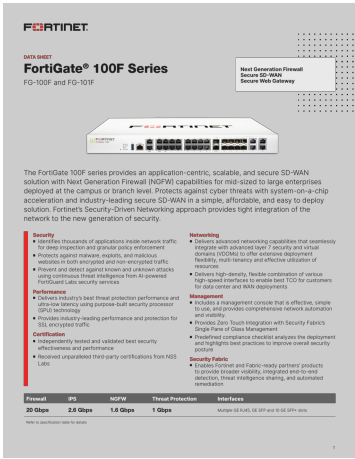 FORTINET
DATA SHEET
FortiGate® 100F Series
FG-100F and FG-101F
Next Generation Firewall
Secure SD-WAN
Secure Web Gateway
The FortiGate 100F series provides an application-centric, scalable, and secure SD-WAN
solution with Next Generation Firewall (NGFW) capabilities for mid-sized to large enterprises
deployed at the campus or branch level. Protects against cyber threats with system-on-a-chip
acceleration and industry-leading secure SD-WAN in a simple, affordable, and easy to deploy
solution. Fortinet's Security-Driven Networking approach provides tight integration of the
network to the new generation of security.
Security
■ Identifies thousands of applications inside network traffic
for deep inspection and granular policy enforcement
■ Protects against malware, exploits, and malicious
websites in both encrypted and non-encrypted traffic
■ Prevent and detect against known and unknown attacks
using continuous threat intelligence from AI-powered
FortiGuard Labs security services
Performance
■ Delivers industry's best threat protection performance and
ultra-low latency using purpose-built security processor
(SPU) technology
■ Provides industry-leading performance and protection for
SSL encrypted traffic
Certification
■ Independently tested and validated best security
effectiveness and performance
■ Received unparalleled third-party certifications from NSS
Labs
Networking
■ Delivers advanced networking capabilities that seamlessly
integrate with advanced layer 7 security and virtual
domains (VDOMs) to offer extensive deployment
flexibility, multi-tenancy and effective utilization of
resources
■ Delivers high-density, flexible combination of various
high-speed interfaces to enable best TCO for customers
for data center and WAN deployments
Management
■ Includes a management console that is effective, simple
to use, and provides comprehensive network automation
and visibility.
■ Provides Zero Touch Integration with Security Fabric's
Single Pane of Glass Management
■ Predefined compliance checklist analyzes the deployment
and highlights best practices to improve overall security
posture
Security Fabric
■ Enables Fortinet and Fabric-ready partners' products
to provide broader visibility, integrated end-to-end
detection, threat intelligence sharing, and automated
remediation
Firewall IPS NGFW Threat Protection Interfaces
20 Gbps 2.6 Gbps 1.6 Gbps 1 Gbps Multiple GE RJ45, GE SFP and 10 GE SFP+ slots
Refer to specification table for details
1